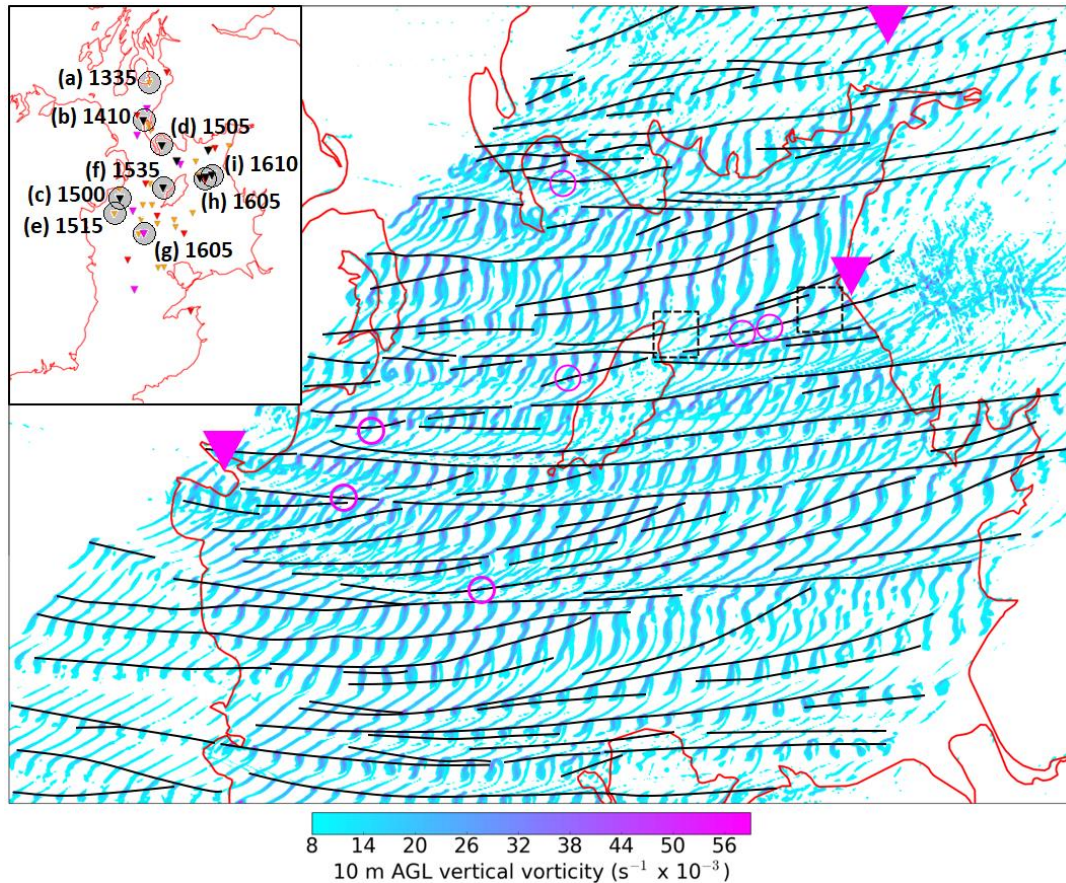 (a) 1335
(b) 1410
(d) 1505
(f) 1535
(i) 1610
(c) 1500
(h) 1605
(e) 1515
(g) 1605
8 14 20 26 32 38 44 50 56
10 m AGL vertical vorticity (s⁻¹ x 10⁻³)